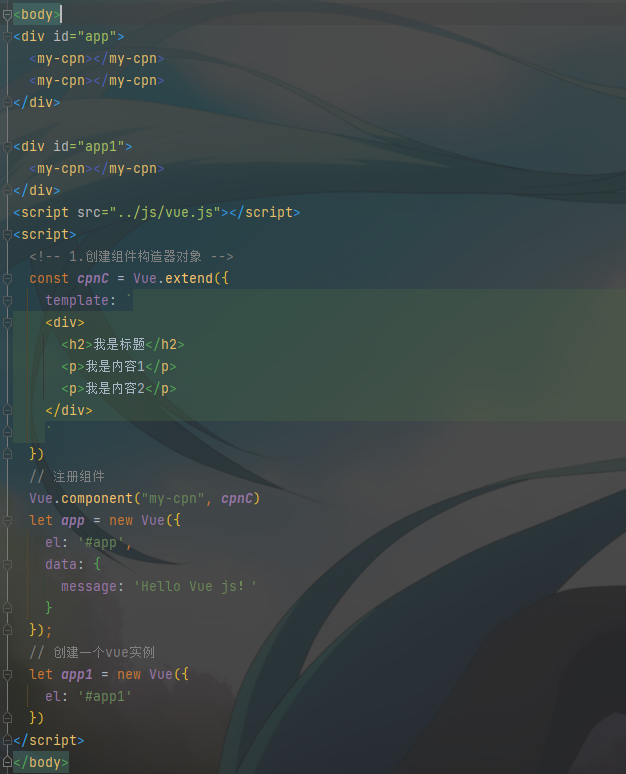 <body>
<div id="app">
  <my-cpn></my-cpn>
  <my-cpn></my-cpn>
</div>

<div id="app1">
  <my-cpn></my-cpn>
</div>
<script src="../js/vue.js"></script>
<script>
  <!-- 1.创建组件构造器对象 -->
  const cpnC = Vue.extend({
    template: `
    <div>
      <h2>我是标题</h2>
      <p>我是内容1</p>
      <p>我是内容2</p>
    </div>
    `
  })
  // 注册组件
  Vue.component("my-cpn", cpnC)
  let app = new Vue({
    el: '#app',
    data: {
      message: 'Hello Vue js！'
    }
  });
  // 创建一个vue实例
  let app1 = new Vue({
    el: '#app1'
  })
</script>
</body>